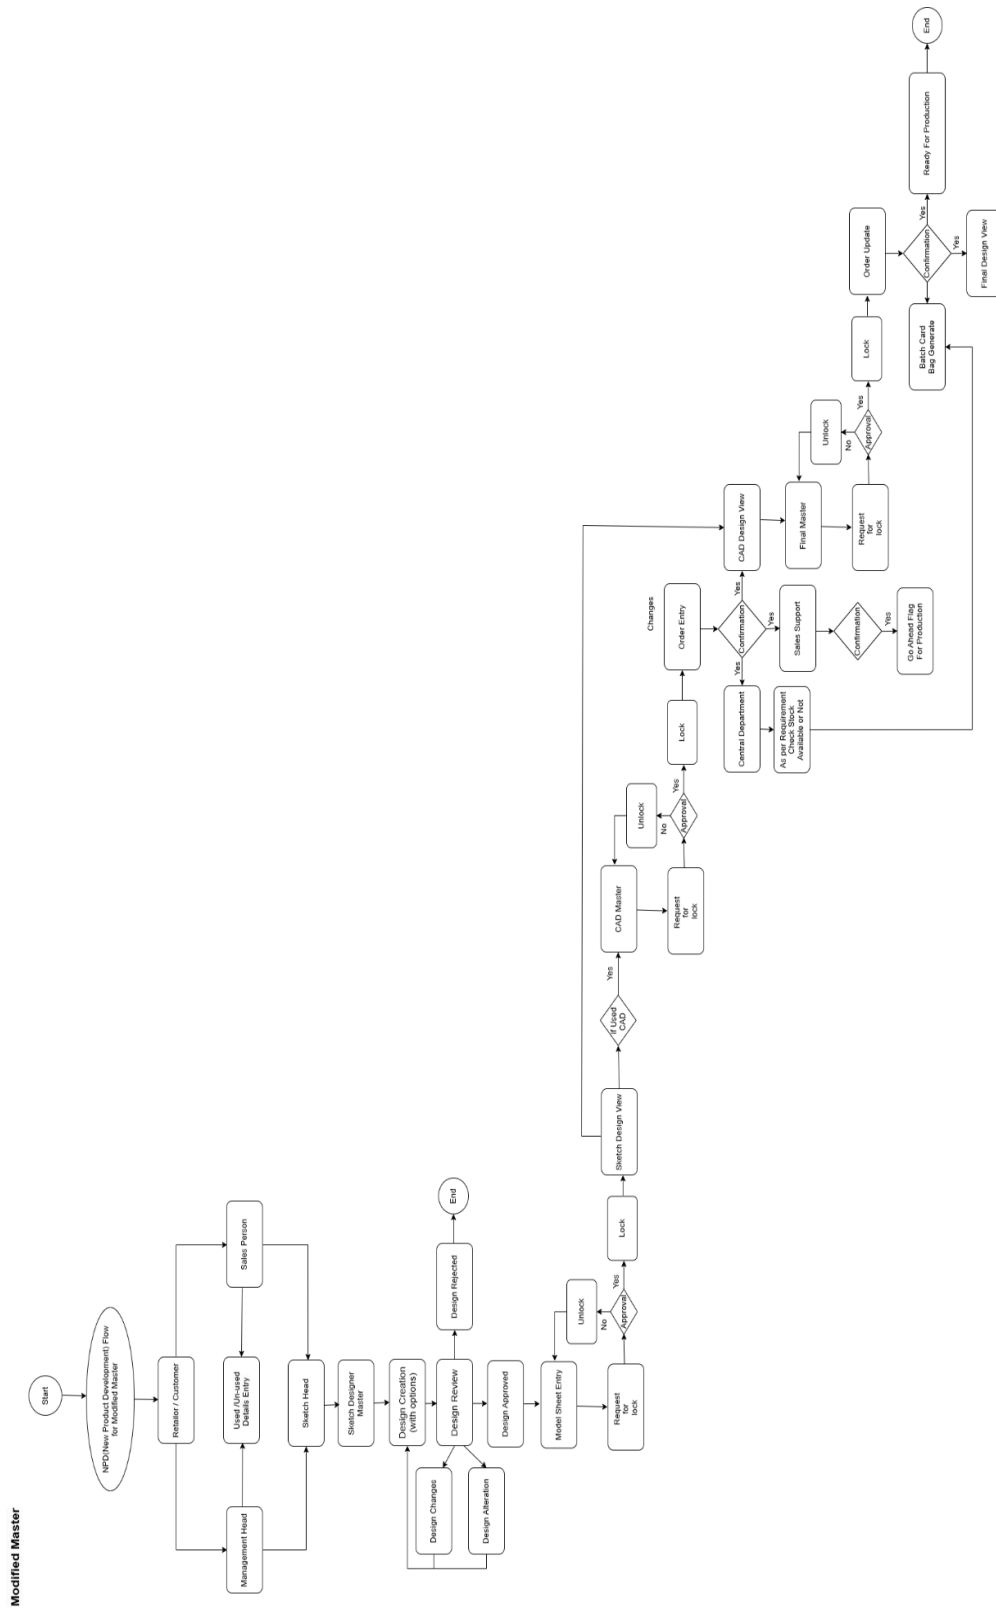 Modified Master
Start
NPD(New Product Development) Flow
for Modified Master
Retailor / Customer
Management Head
Used /Un-used
Details Entry
Sales Person
Sketch Head
Sketch Designer
Master
Design Creation
(with options)
Design Changes
Design Review
Design Rejected
End
Design Alteration
Design Approved
Model Sheet Entry
Unlock
No
Request
for
lock
Approval
Yes
Lock
Sketch Design View
if Used
CAD
Yes
CAD Master
Unlock
No
Request
for
lock
Approval
Yes
Lock
Order Entry
Changes
Confirmation
Yes
Yes
Yes
Central Department
As per Requirement
Check Stock
Available or Not
Sales Support
Confirmation
Yes
Go Ahead Flag
For Production
CAD Design View
Final Master
Unlock
No
Request
for
lock
Approval
Yes
Lock
Order Update
Confirmation
Yes
Yes
Batch Card
Bag Generate
Final Design View
Ready For Production
End